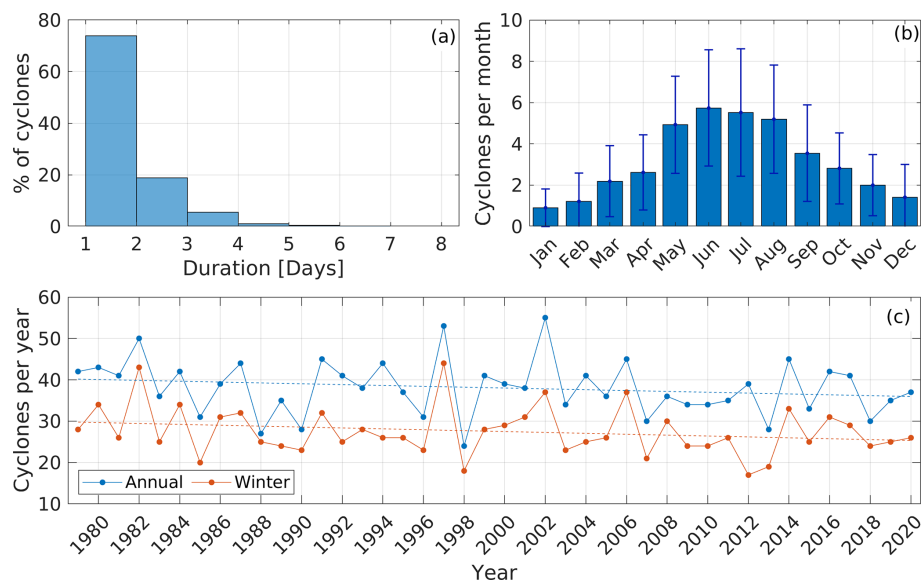 (a)
80
60
40
20
0
% of cyclones
1 2 3 4 5 6 7 8
Duration [Days]
(b)
10
8
6
4
2
0
Cyclones per month
Jan Feb Mar Apr May Jun Jul Aug Sep Oct Nov Dec
(c)
60
50
40
30
20
10
Cyclones per year
Annual Winter
1980 1982 1984 1986 1988 1990 1992 1994 1996 1998 2000 2002 2004 2006 2008 2010 2012 2014 2016 2018 2020
Year